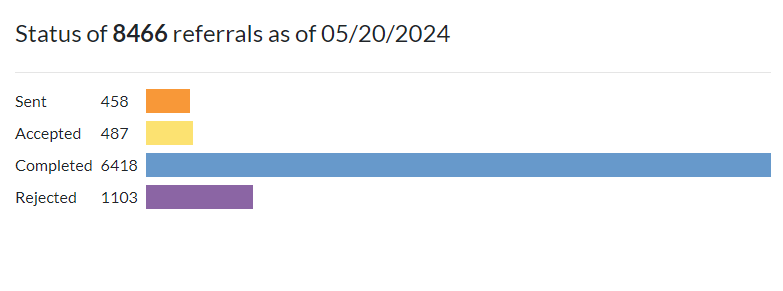 Status of 8466 referrals as of 05/20/2024
Sent 458
Accepted 487
Completed 6418
Rejected 1103